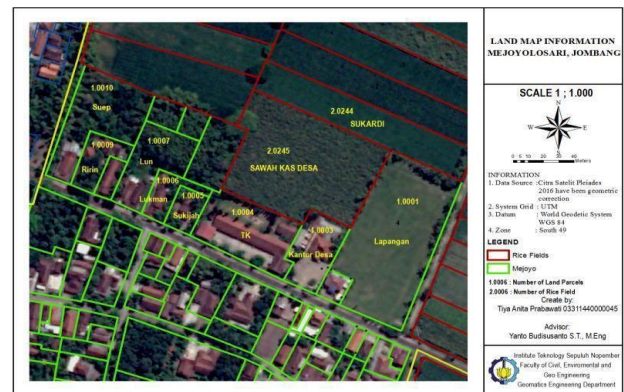 1.0010
Suep
1.0009
Ririn
1.0007
Lun
1.0006
Lukman
1.0005
Sukijah
1.0004
TK
1.0003
Kantur Desa
2.0244
SUKARDI
2.0245
SAWAH KAS DESA
1.0001
Lapangan
LAND MAP INFORMATION
MEJOYOLOSARI, JOMBANG
SCALE 1 ; 1.000
N
W E
S
0 5 10 20 30 40
Meters
INFORMATION
1. Data Source :Citra Satelit Pleiades
2016 have been geometric
correction
2. System Grid : UTM
3. Datum : World Geodetic System
WGS 84
4. Zone : South 49
LEGEND
Rice Fields
Mejoyo
1.0006 : Number of Land Parcels
2.0006 : Number of Rice Field
Create by:
Tiya Anita Prabawati 03311440000045
Advisor:
Yanto Budisusanto S.T., M.Eng
Institute Teknology Sepuluh Nopember
Faculty of Civil, Enviromental and
Geo Engineering
Geomatics Engineering Department